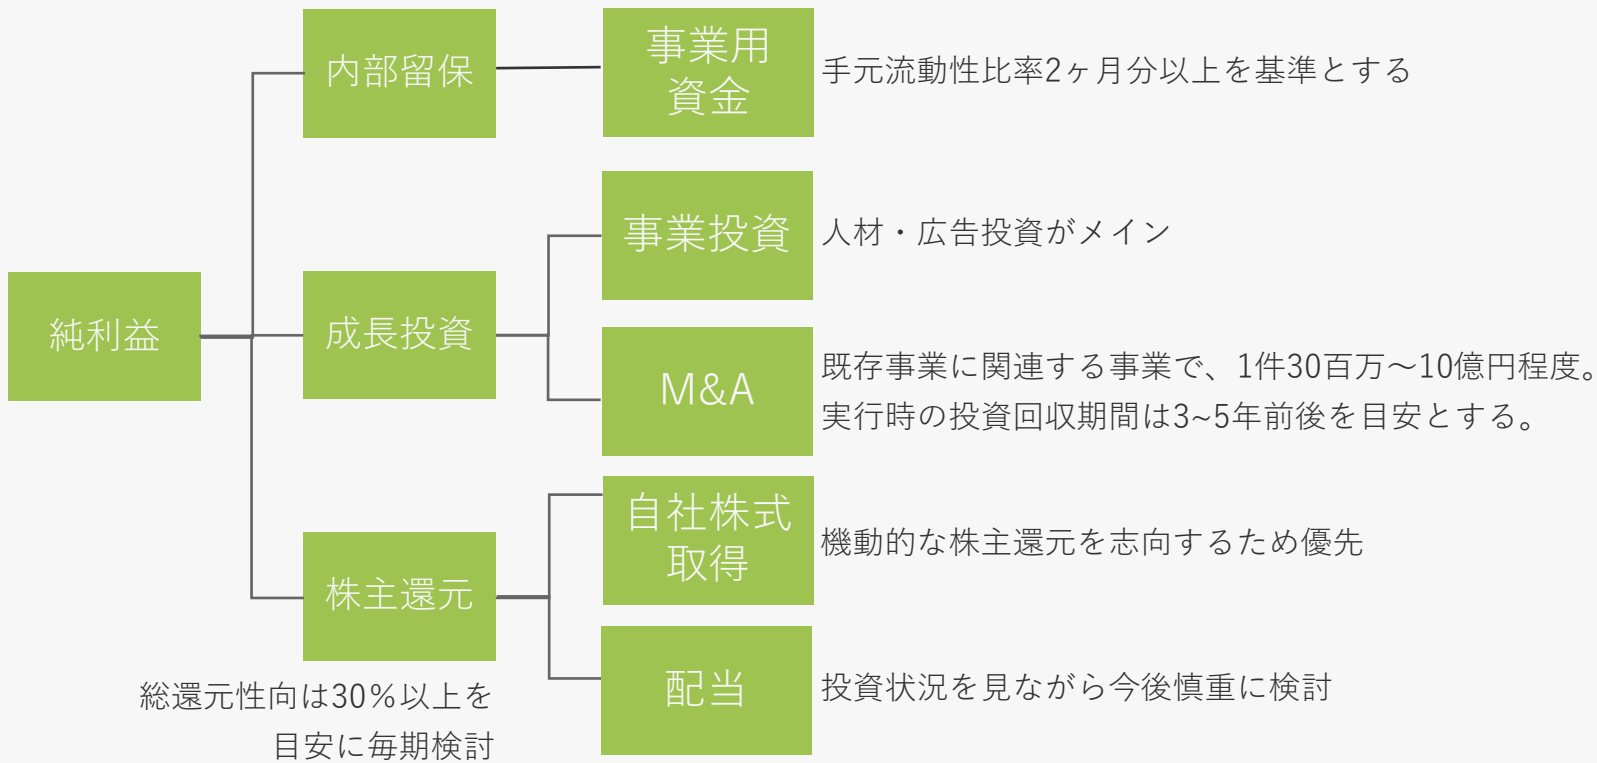 純利益
内部留保
事業用
資金
手元流動性比率2ヶ月分以上を基準とする
成長投資
事業投資
人材・広告投資がメイン
M&A
既存事業に関連する事業で、1件30百万～10億円程度。
実行時の投資回収期間は3~5年前後を目安とする。
株主還元
総還元性向は30％以上を
目安に毎期検討
自社株式
取得
機動的な株主還元を志向するため優先
配当
投資状況を見ながら今後慎重に検討